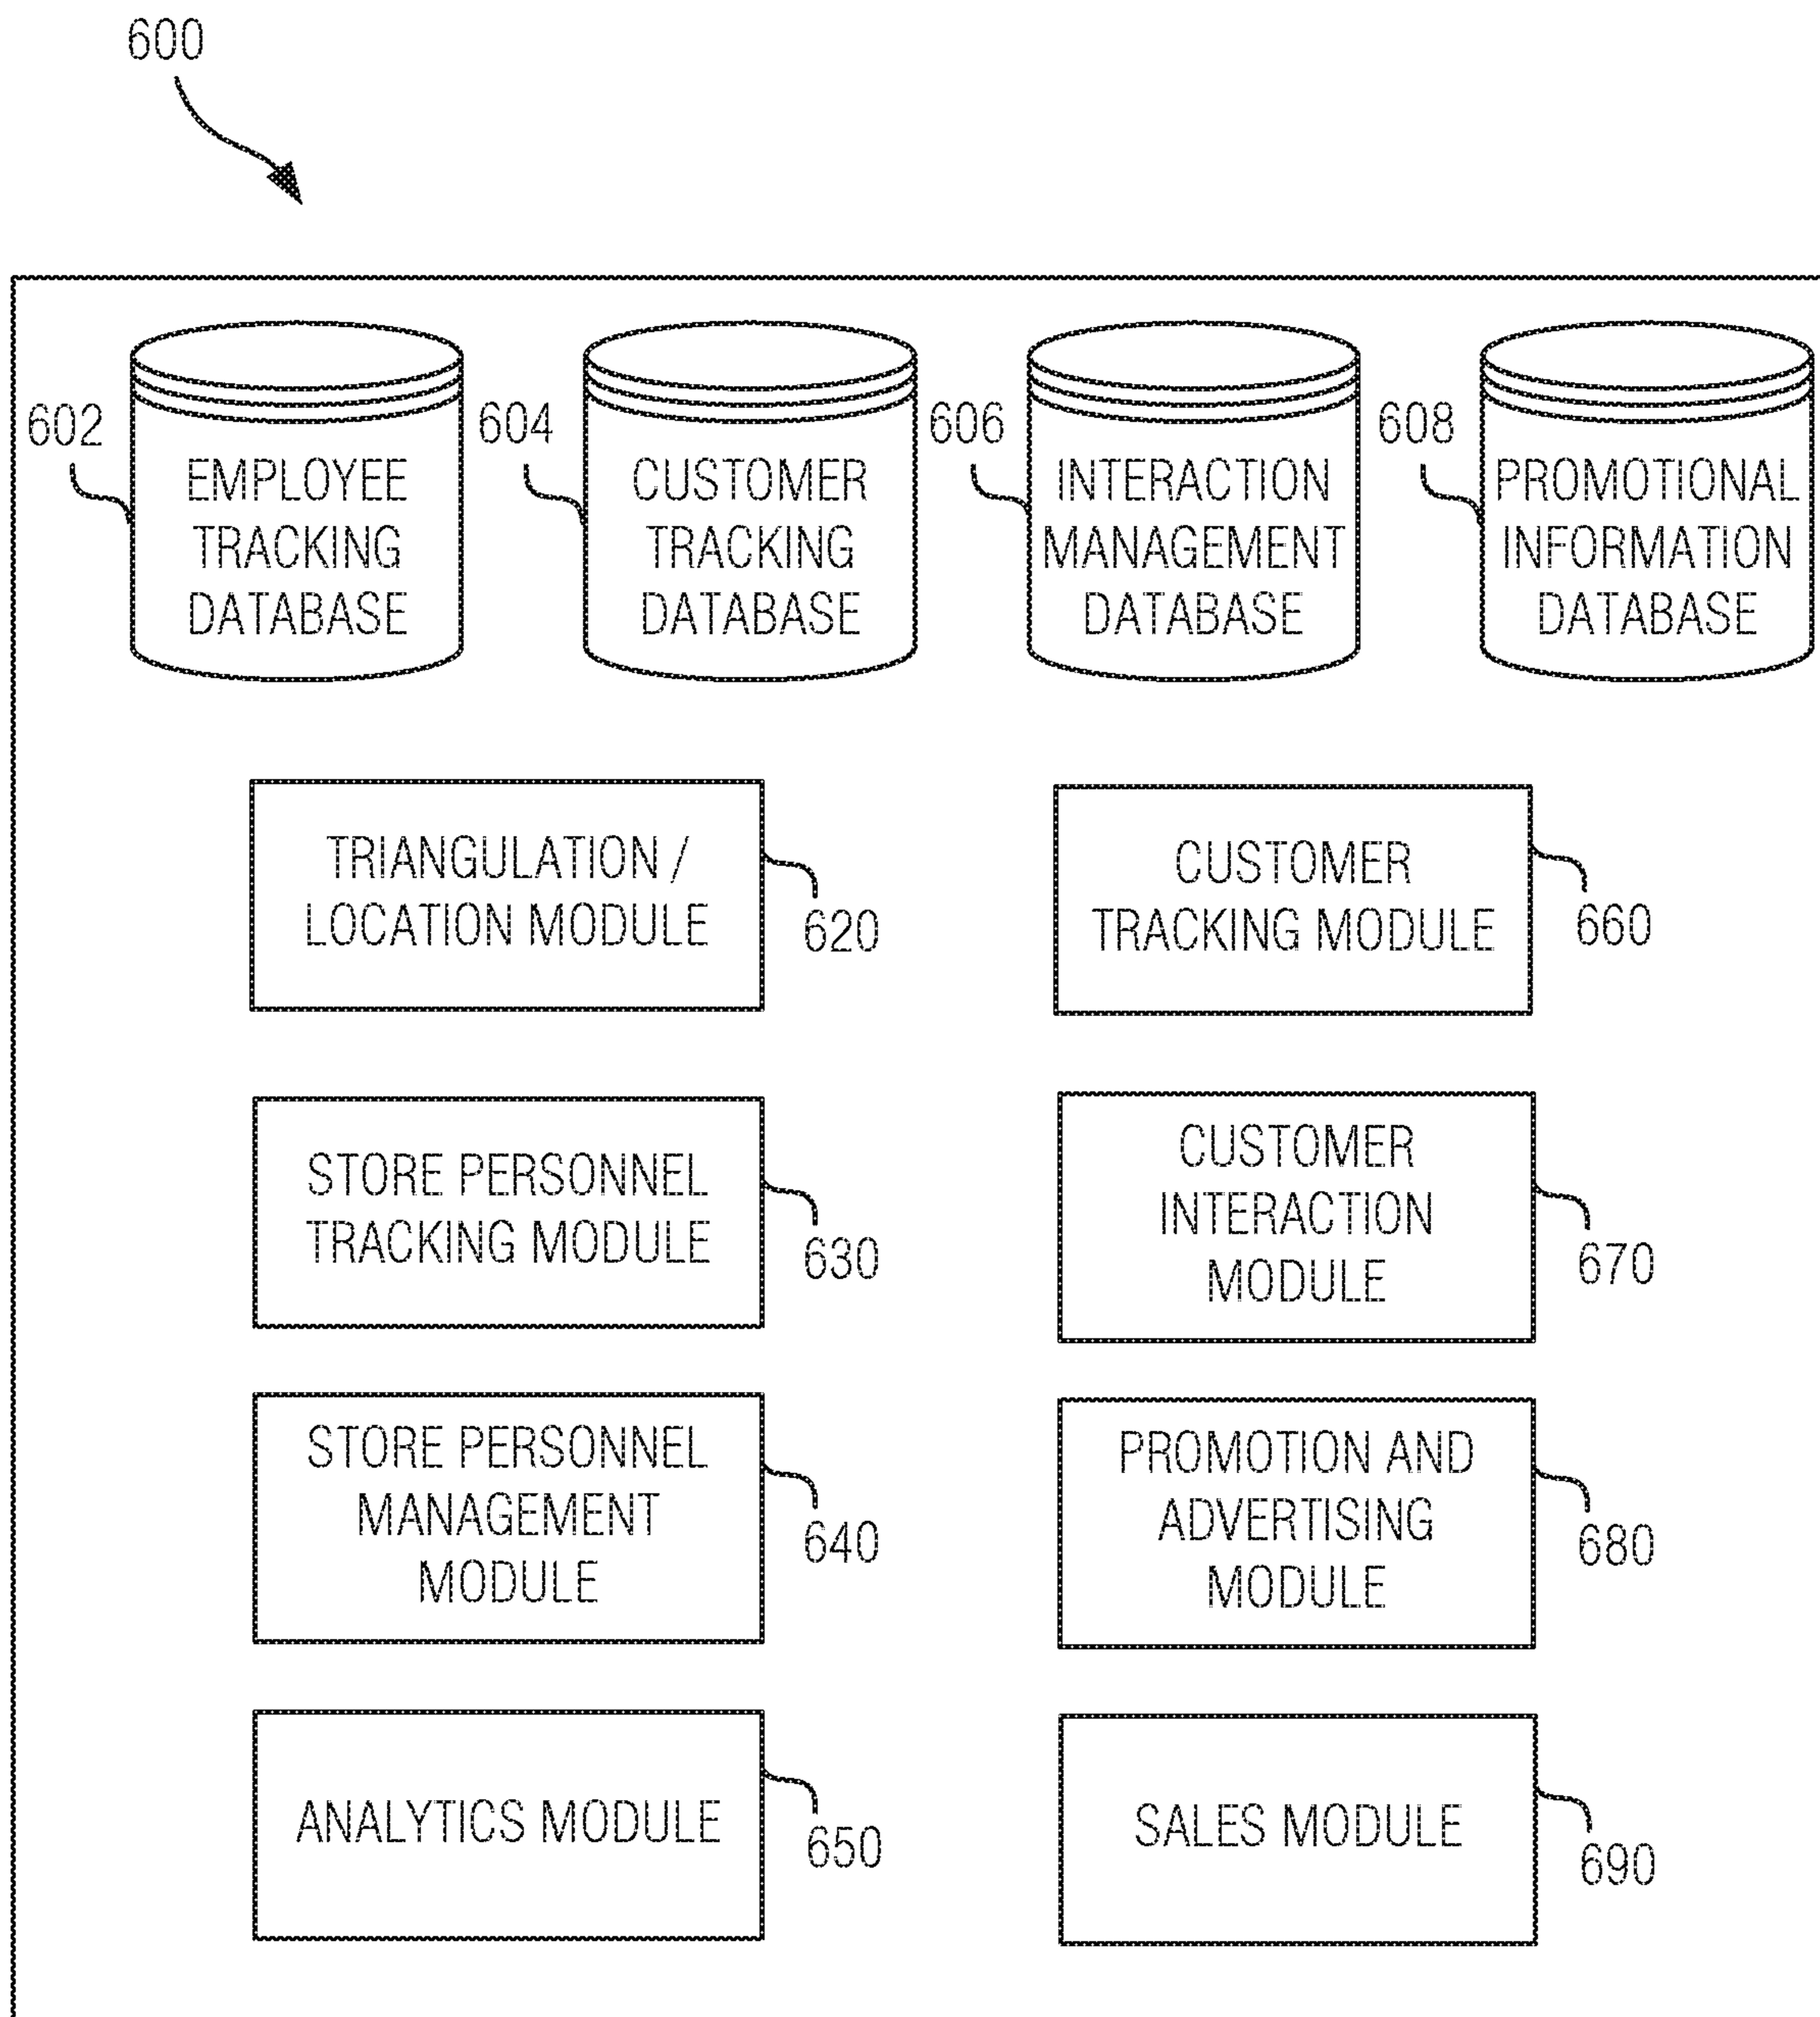 600
602
EMPLOYEE
TRACKING
DATABASE
604
CUSTOMER
TRACKING
DATABASE
606
INTERACTION
MANAGEMENT
DATABASE
608
PROMOTIONAL
INFORMATION
DATABASE
TRIANGULATION /
LOCATION MODULE
620
CUSTOMER
TRACKING MODULE
660
STORE PERSONNEL
TRACKING MODULE
630
CUSTOMER
INTERACTION
MODULE
670
STORE PERSONNEL
MANAGEMENT
MODULE
640
PROMOTION AND
ADVERTISING
MODULE
680
ANALYTICS MODULE
650
SALES MODULE
690